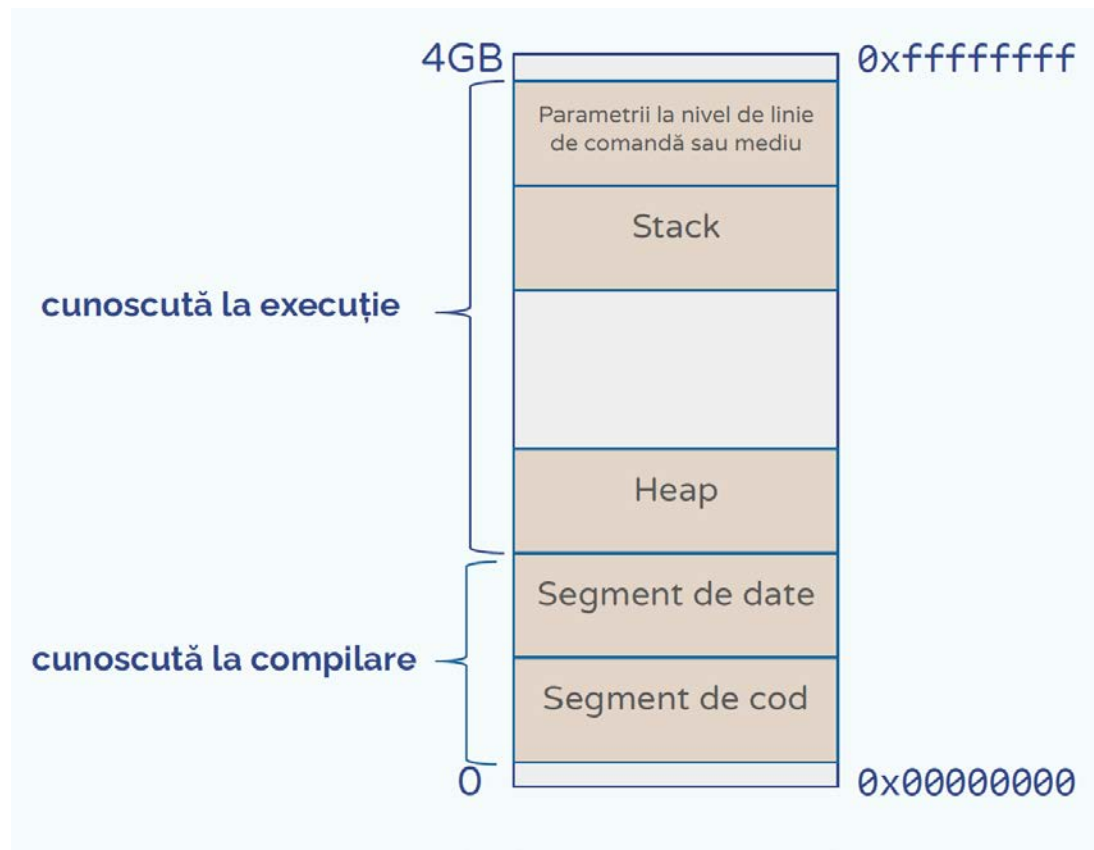 4GB
0xffffffff
Parametrii la nivel de linie
de comandă sau mediu
Stack
cunoscută la execuție
Heap
Segment de date
cunoscută la compilare
Segment de cod
0
0x00000000